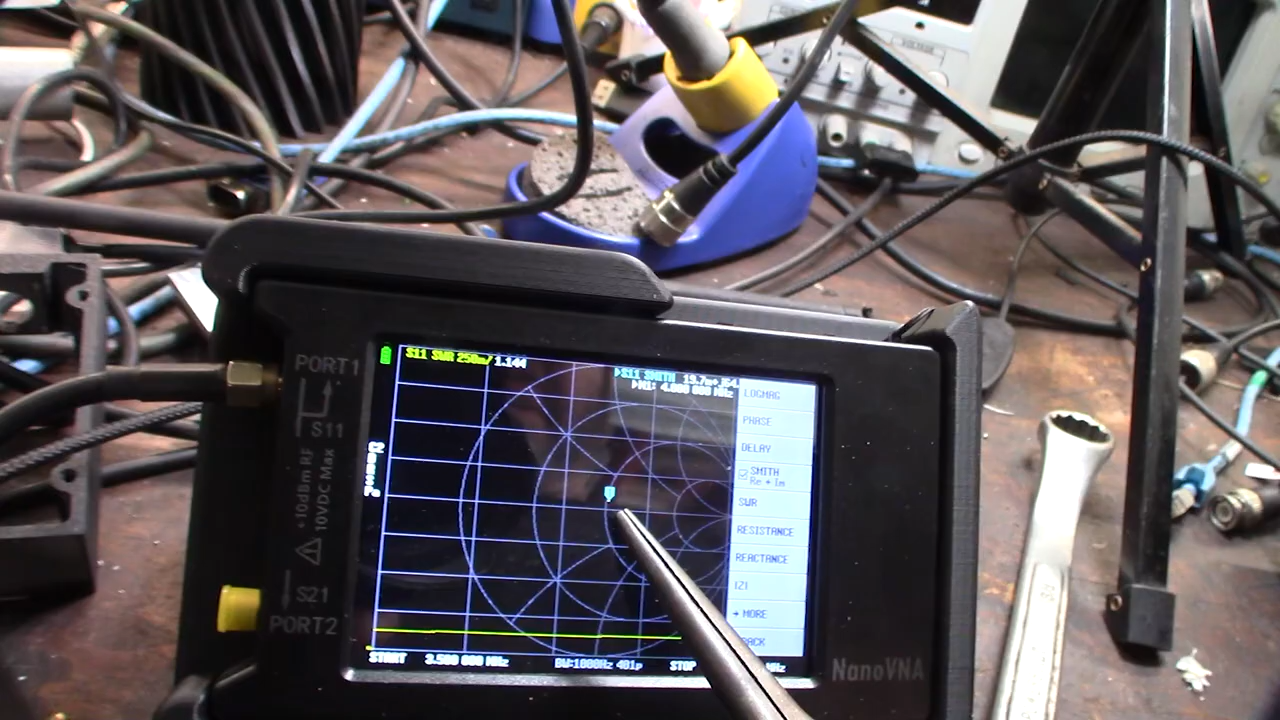 S11 SWR 250m/ 1.144
S11 SMITH
M1: 4.000 000 MHz
LOGMAG
PHASE
DELAY
SMITH
Re + Im
SWR
RESISTANCE
REACTANCE
|Z|
→ MORE
START 3.500 000 MHz BW:1000Hz 401p STOP
PORT1
S11
+10dBm RF
10VDC Max
S21
PORT2
NanoVNA